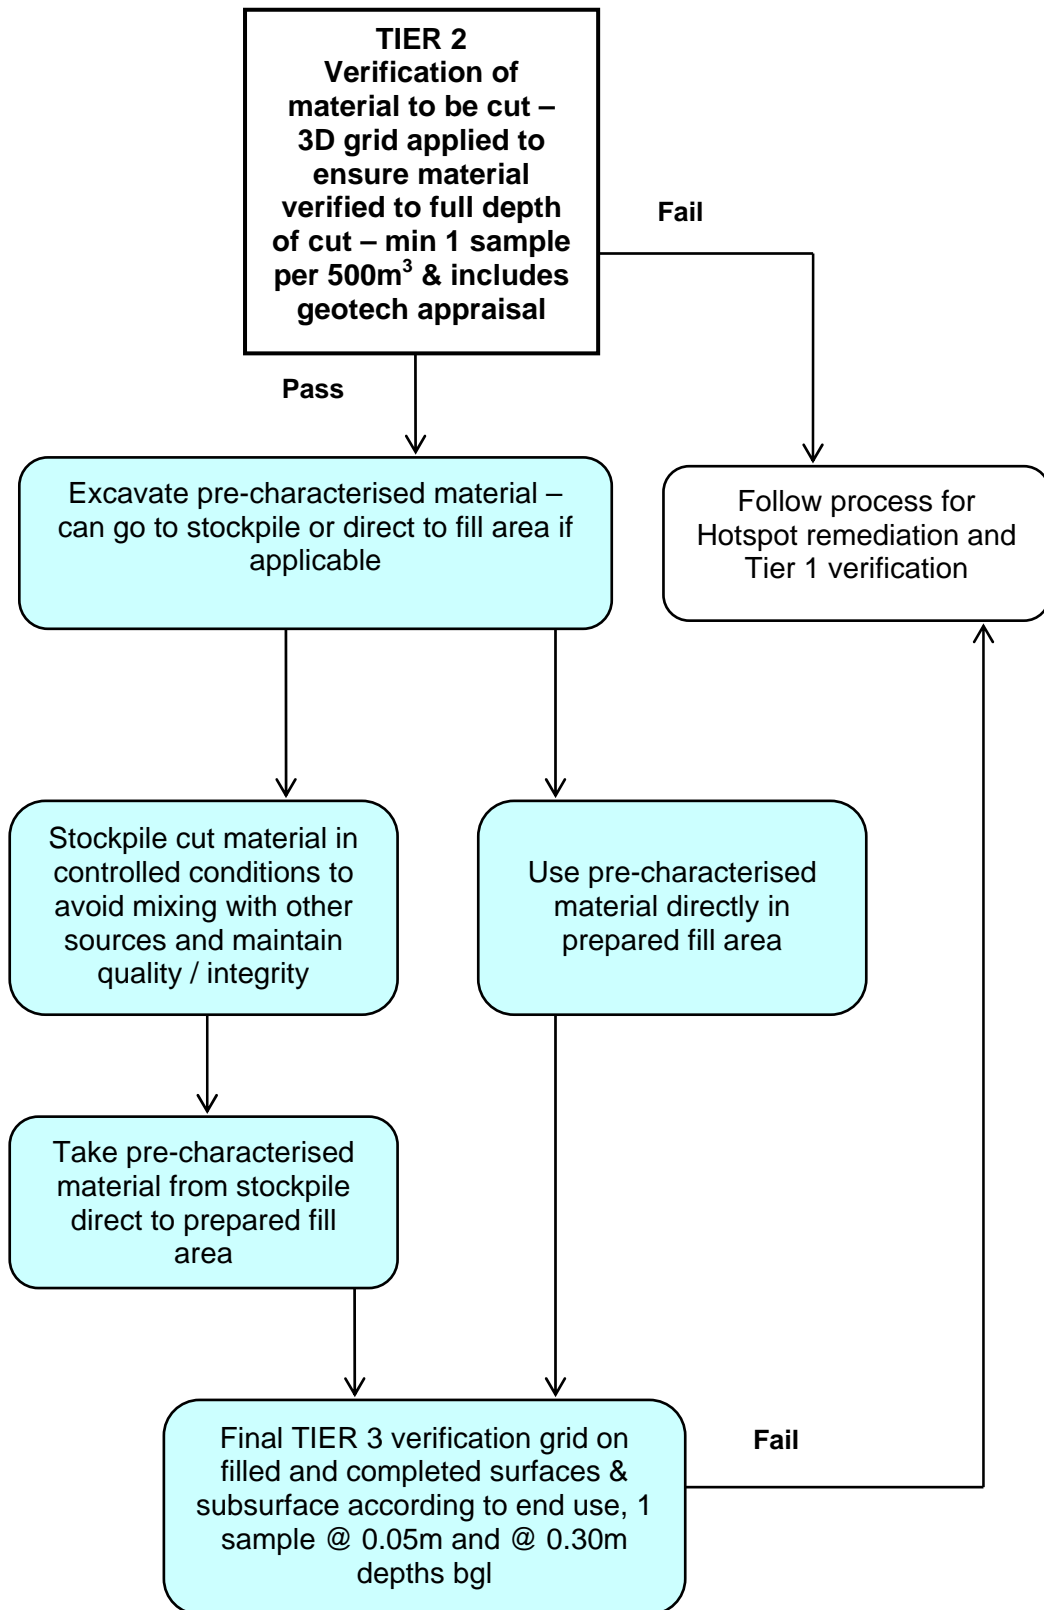 TIER 2
Verification of
material to be cut –
3D grid applied to
ensure material
verified to full depth
of cut – min 1 sample
per 500m³ & includes
geotech appraisal
Fail
Pass
Excavate pre-characterised material –
can go to stockpile or direct to fill area if
applicable
Follow process for
Hotspot remediation and
Tier 1 verification
Stockpile cut material in
controlled conditions to
avoid mixing with other
sources and maintain
quality / integrity
Use pre-characterised
material directly in
prepared fill area
Take pre-characterised
material from stockpile
direct to prepared fill
area
Final TIER 3 verification grid on
filled and completed surfaces &
subsurface according to end use, 1
sample @ 0.05m and @ 0.30m
depths bgl
Fail